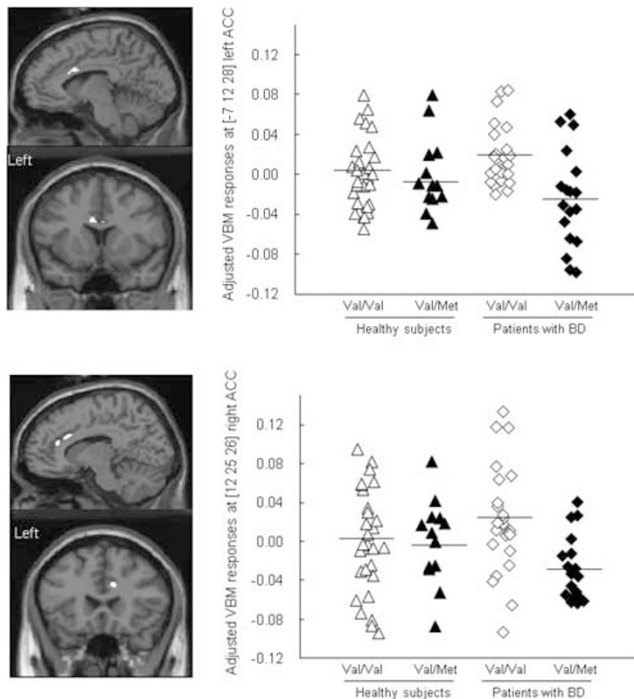 Left
Adjusted VBM responses at [-7 12 28] left ACC
0.12
0.08
0.04
0.00
-0.04
-0.08
-0.12
Val/Val Val/Met Val/Val Val/Met
Healthy subjects Patients with BD
Left
Adjusted VBM responses at [12 25 26] right ACC
0.12
0.08
0.04
0.00
-0.04
-0.08
-0.12
Val/Val Val/Met Val/Val Val/Met
Healthy subjects Patients with BD